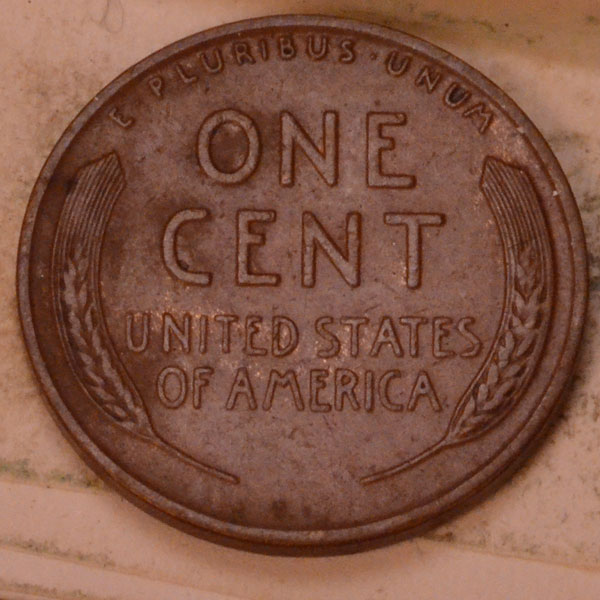 E PLURIBUS · UNUM
ONE
CENT
UNITED STATES
OF AMERICA